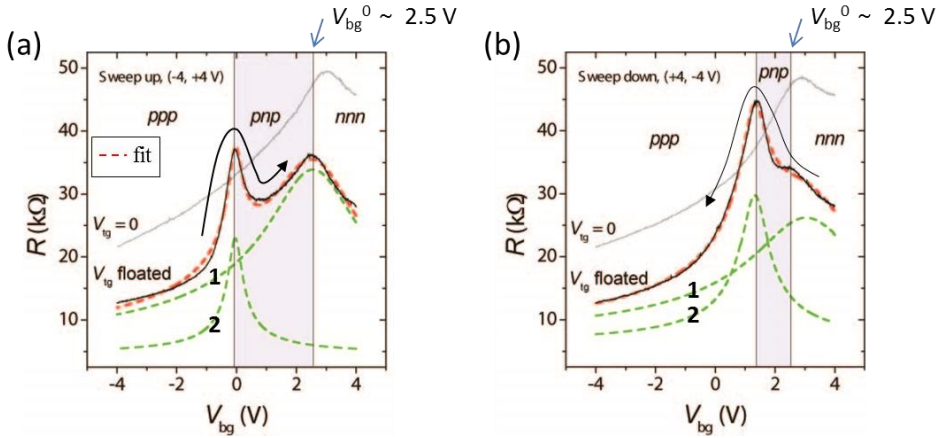 V_bg^0 ~ 2.5 V
V_bg^0 ~ 2.5 V
(a)
(b)
Sweep up, (-4, +4 V)
ppp
pnp
nnn
fit
V_tg = 0
V_tg floated
1
2
R (kΩ)
50
40
30
20
10
-4
-2
0
2
4
V_bg (V)
Sweep down, (+4, -4 V)
pnp
ppp
nnn
V_tg = 0
V_tg floated
1
2
R (kΩ)
50
40
30
20
10
-4
-2
0
2
4
V_bg (V)